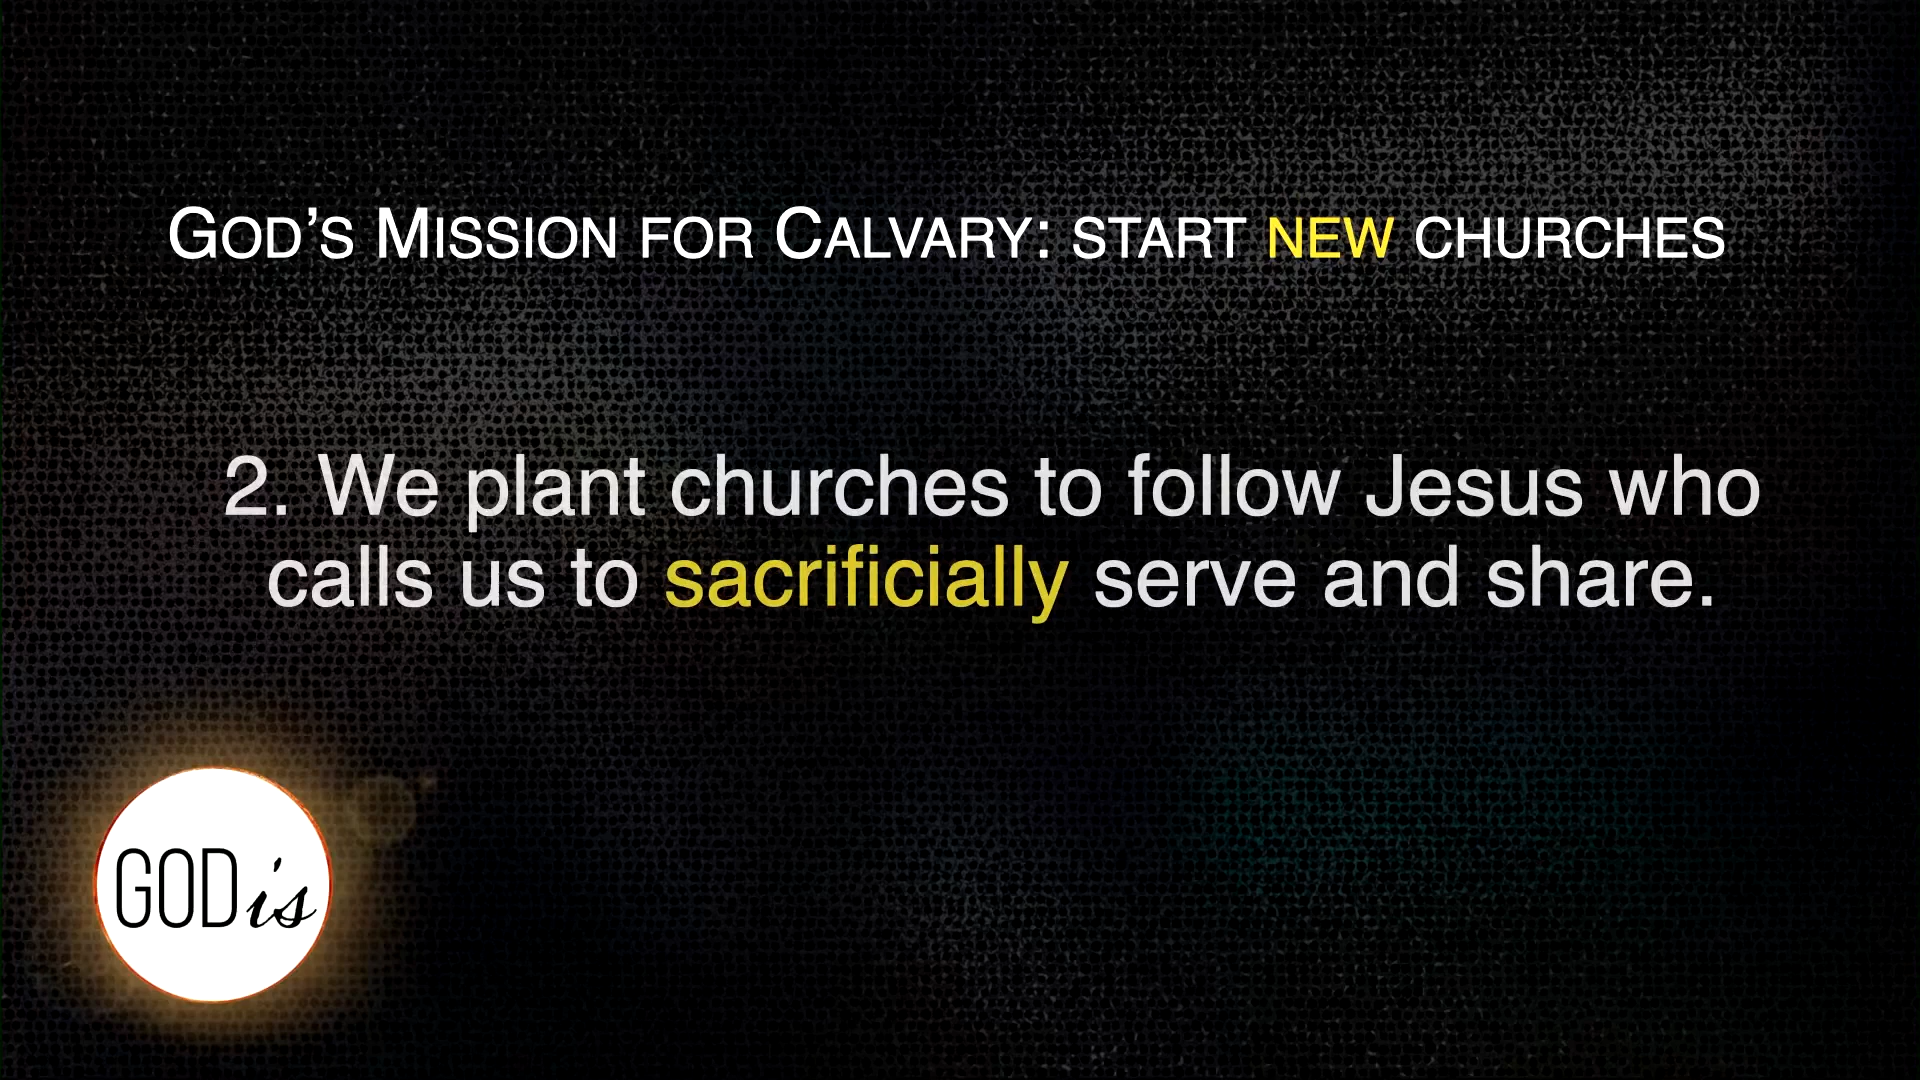 God’s Mission for Calvary: start new churches
2. We plant churches to follow Jesus who
calls us to sacrificially serve and share.
GOD is